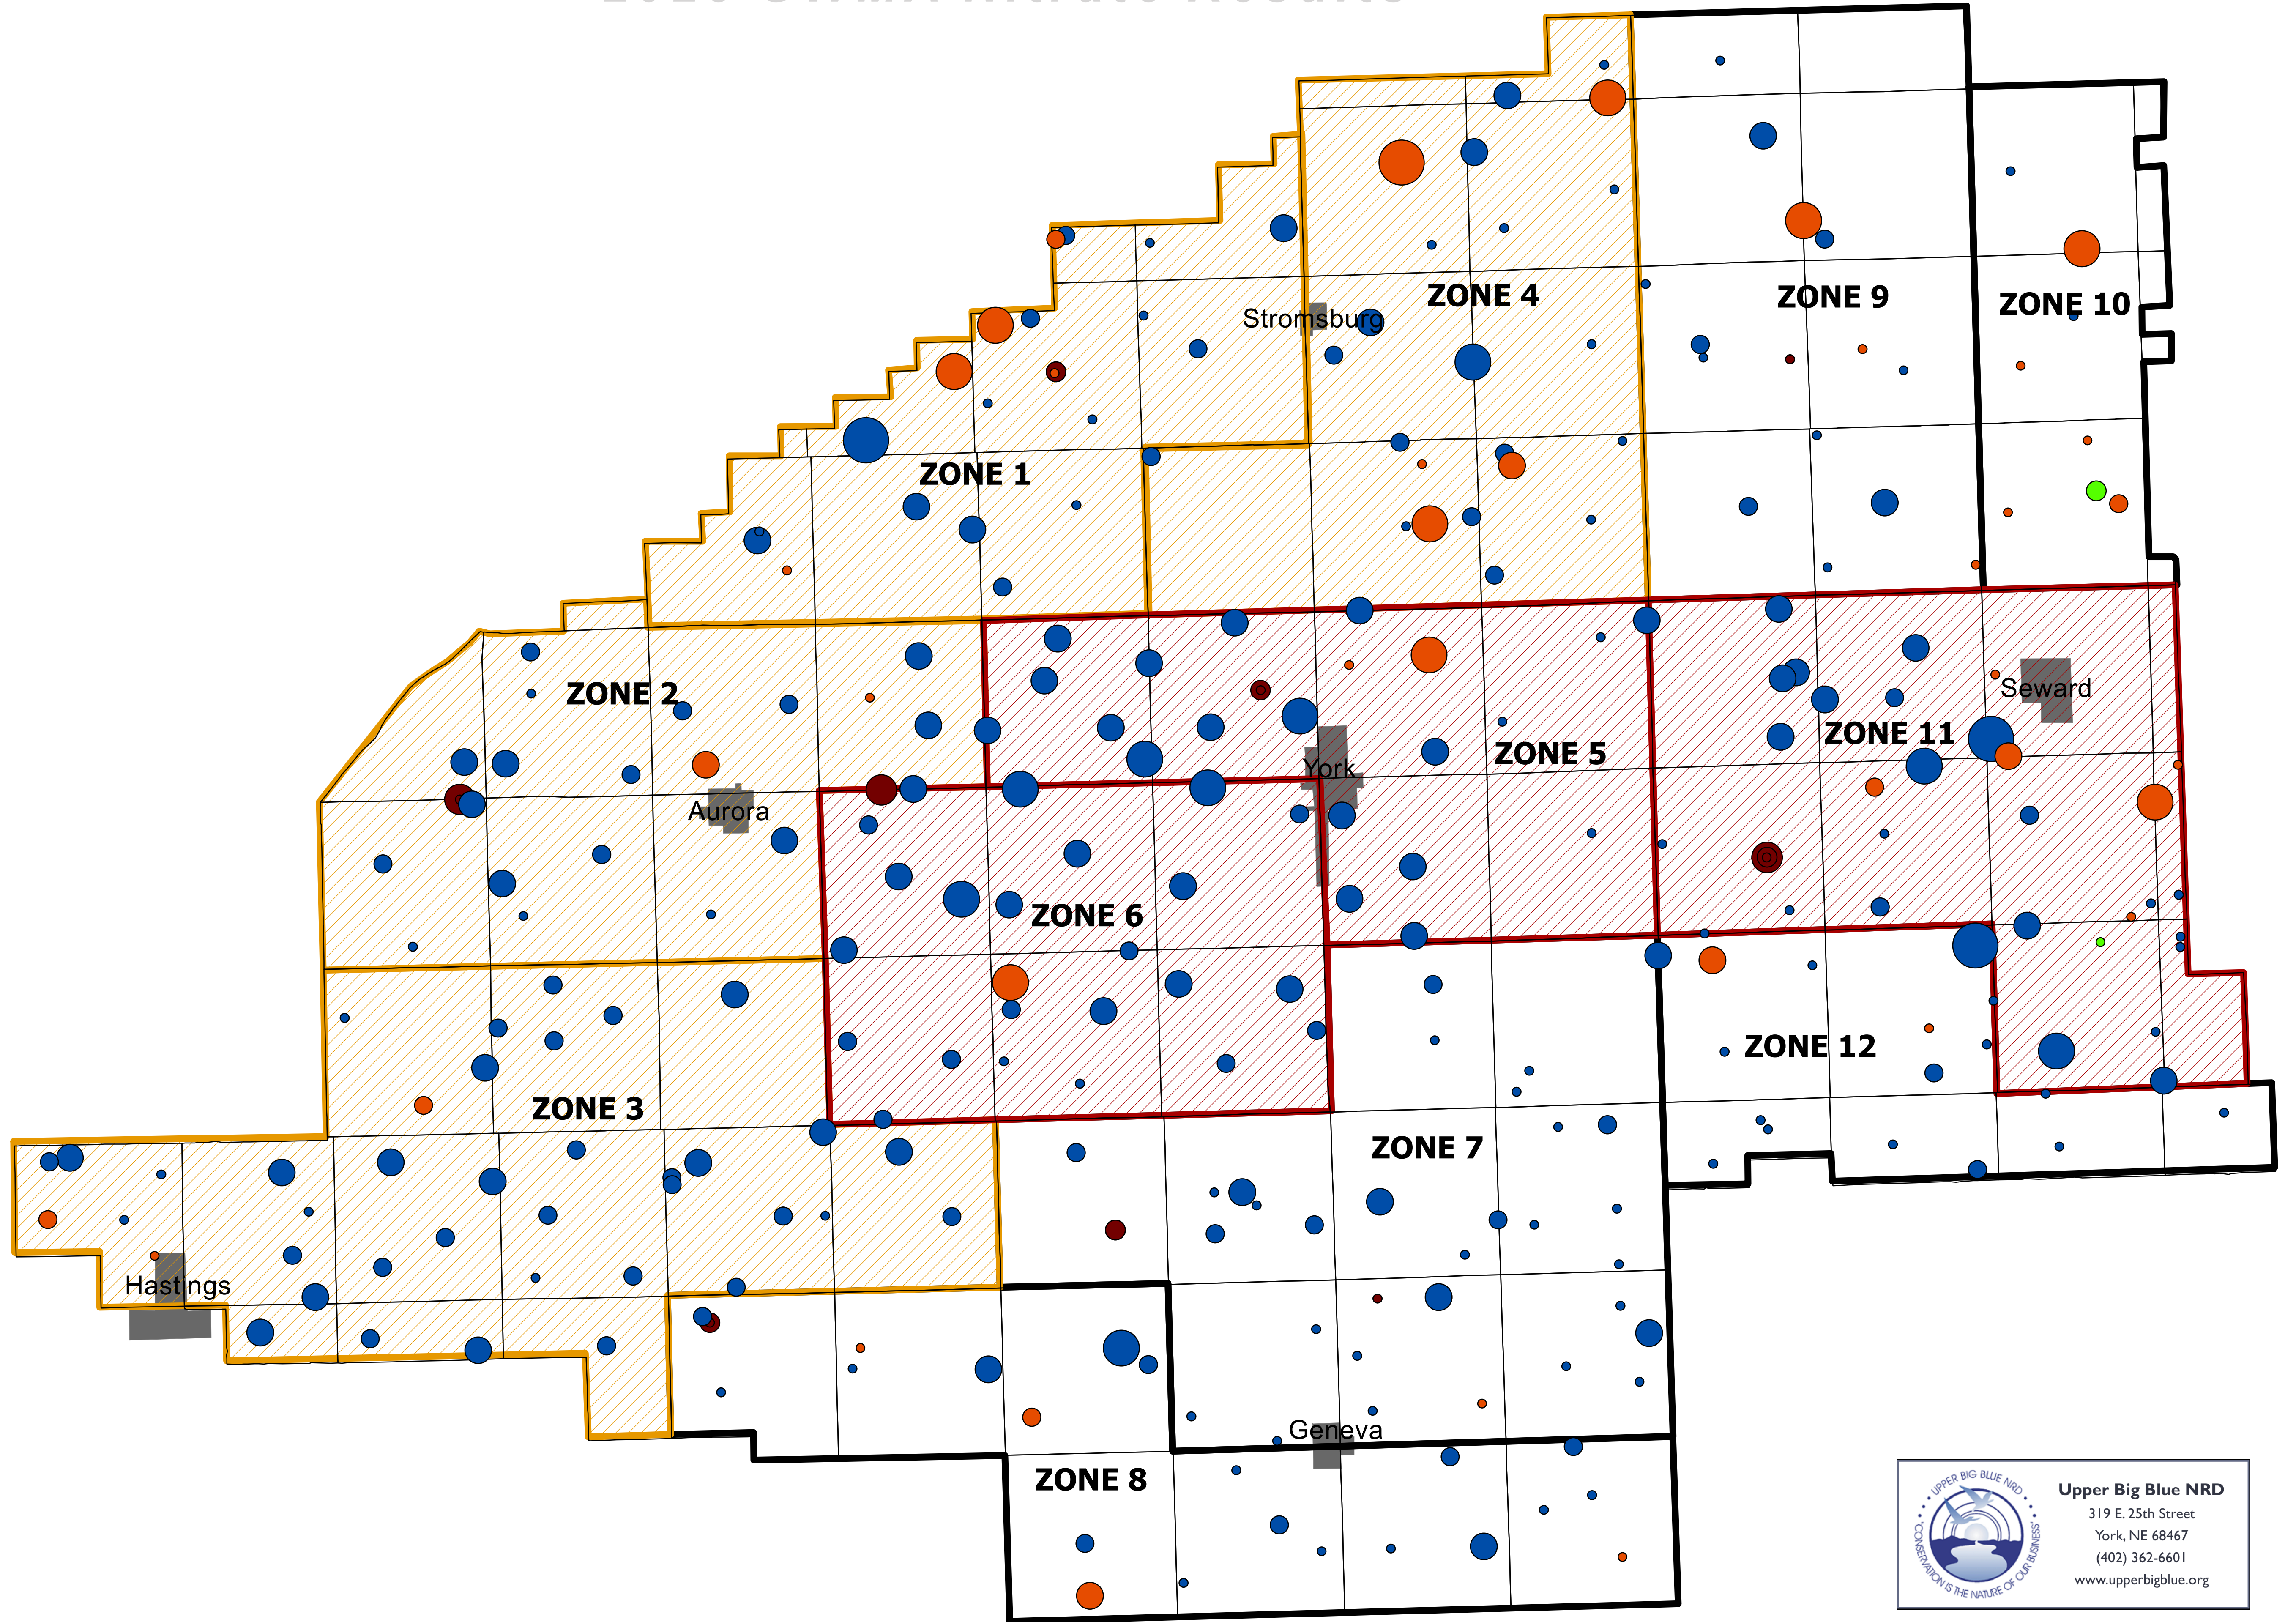 ZONE 4
ZONE 9
ZONE 10
Stromsburg
ZONE 1
ZONE 2
Seward
ZONE 11
ZONE 5
York
Aurora
ZONE 6
ZONE 12
ZONE 3
ZONE 7
Hastings
Geneva
ZONE 8
• UPPER BIG BLUE NRD •
"CONSERVATION IS THE NATURE OF OUR BUSINESS"
Upper Big Blue NRD
319 E. 25th Street
York, NE 68467
(402) 362-6601
www.upperbigblue.org